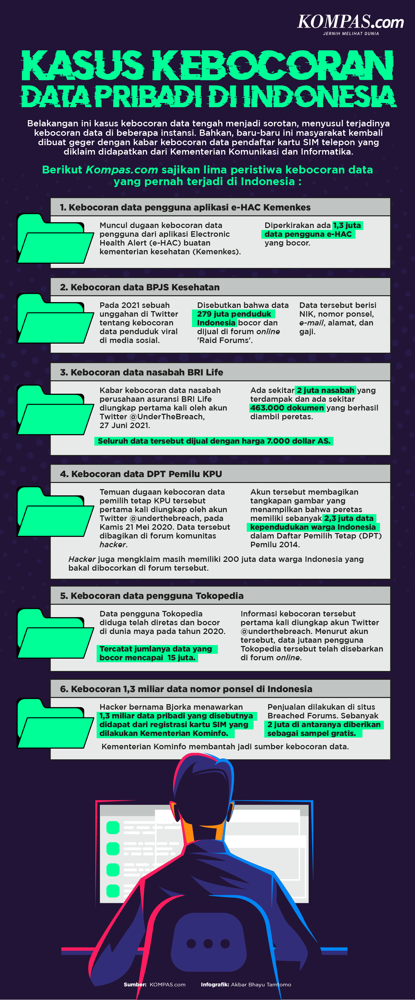 KOMPAS.com
JERNIH MELIHAT DUNIA
KASUS KEBOCORAN
DATA PRIBADI DI INDONESIA
Belakangan ini kasus kebocoran data tengah menjadi sorotan, menyusul terjadinya
kebocoran data di beberapa instansi. Bahkan, baru-baru ini masyarakat kembali
dibuat geger dengan kabar kebocoran data pendaftar kartu SIM telepon yang
diklaim didapatkan dari Kementerian Komunikasi dan Informatika.
Berikut Kompas.com sajikan lima peristiwa kebocoran data
yang pernah terjadi di Indonesia :
1. Kebocoran data pengguna aplikasi e-HAC Kemenkes
Muncul dugaan kebocoran data
pengguna dari aplikasi Electronic
Health Alert (e-HAC) buatan
kementerian kesehatan (Kemenkes).
Diperkirakan ada 1,3 juta
data pengguna e-HAC
yang bocor.
2. Kebocoran data BPJS Kesehatan
Pada 2021 sebuah
unggahan di Twitter
tentang kebocoran
data penduduk viral
di media sosial.
Disebutkan bahwa data
279 juta penduduk
Indonesia bocor dan
dijual di forum online
'Raid Forums'.
Data tersebut berisi
NIK, nomor ponsel,
e-mail, alamat, dan
gaji.
3. Kebocoran data nasabah BRI Life
Kabar kebocoran data nasabah
perusahaan asuransi BRI Life
diungkap pertama kali oleh akun
Twitter @UnderTheBreach,
27 Juni 2021.
Ada sekitar 2 juta nasabah yang
terdampak dan ada sekitar
463.000 dokumen yang berhasil
diambil peretas.
Seluruh data tersebut dijual dengan harga 7.000 dollar AS.
4. Kebocoran data DPT Pemilu KPU
Temuan dugaan kebocoran data
pemilih tetap KPU tersebut
pertama kali diungkap oleh akun
Twitter @underthebreach, pada
Kamis 21 Mei 2020. Data tersebut
dibagikan di forum komunitas
hacker.
Akun tersebut membagikan
tangkapan gambar yang
menampilkan bahwa peretas
memiliki sebanyak 2,3 juta data
kependudukan warga Indonesia
dalam Daftar Pemilih Tetap (DPT)
Pemilu 2014.
Hacker juga mengklaim masih memiliki 200 juta data warga Indonesia yang
bakal dibocorkan di forum tersebut.
5. Kebocoran data pengguna Tokopedia
Data pengguna Tokopedia
diduga telah diretas dan bocor
di dunia maya pada tahun 2020.
Tercatat jumlanya data yang
bocor mencapai 15 juta.
Informasi kebocoran tersebut
pertama kali diungkap akun Twitter
@underthebreach. Menurut akun
tersebut, data jutaan pengguna
Tokopedia tersebut telah disebarkan
di forum online.
6. Kebocoran 1,3 miliar data nomor ponsel di Indonesia
Hacker bernama Bjorka menawarkan
1,3 miliar data pribadi yang disebutnya
didapat dari registrasi kartu SIM yang
dilakukan Kementerian Kominfo.
Penjualan dilakukan di situs
Breached Forums. Sebanyak
2 juta di antaranya diberikan
sebagai sampel gratis.
Kementerian Kominfo membantah jadi sumber kebocoran data.
Sumber: KOMPAS.com
Infografik: Akbar Bhayu Tamtomo